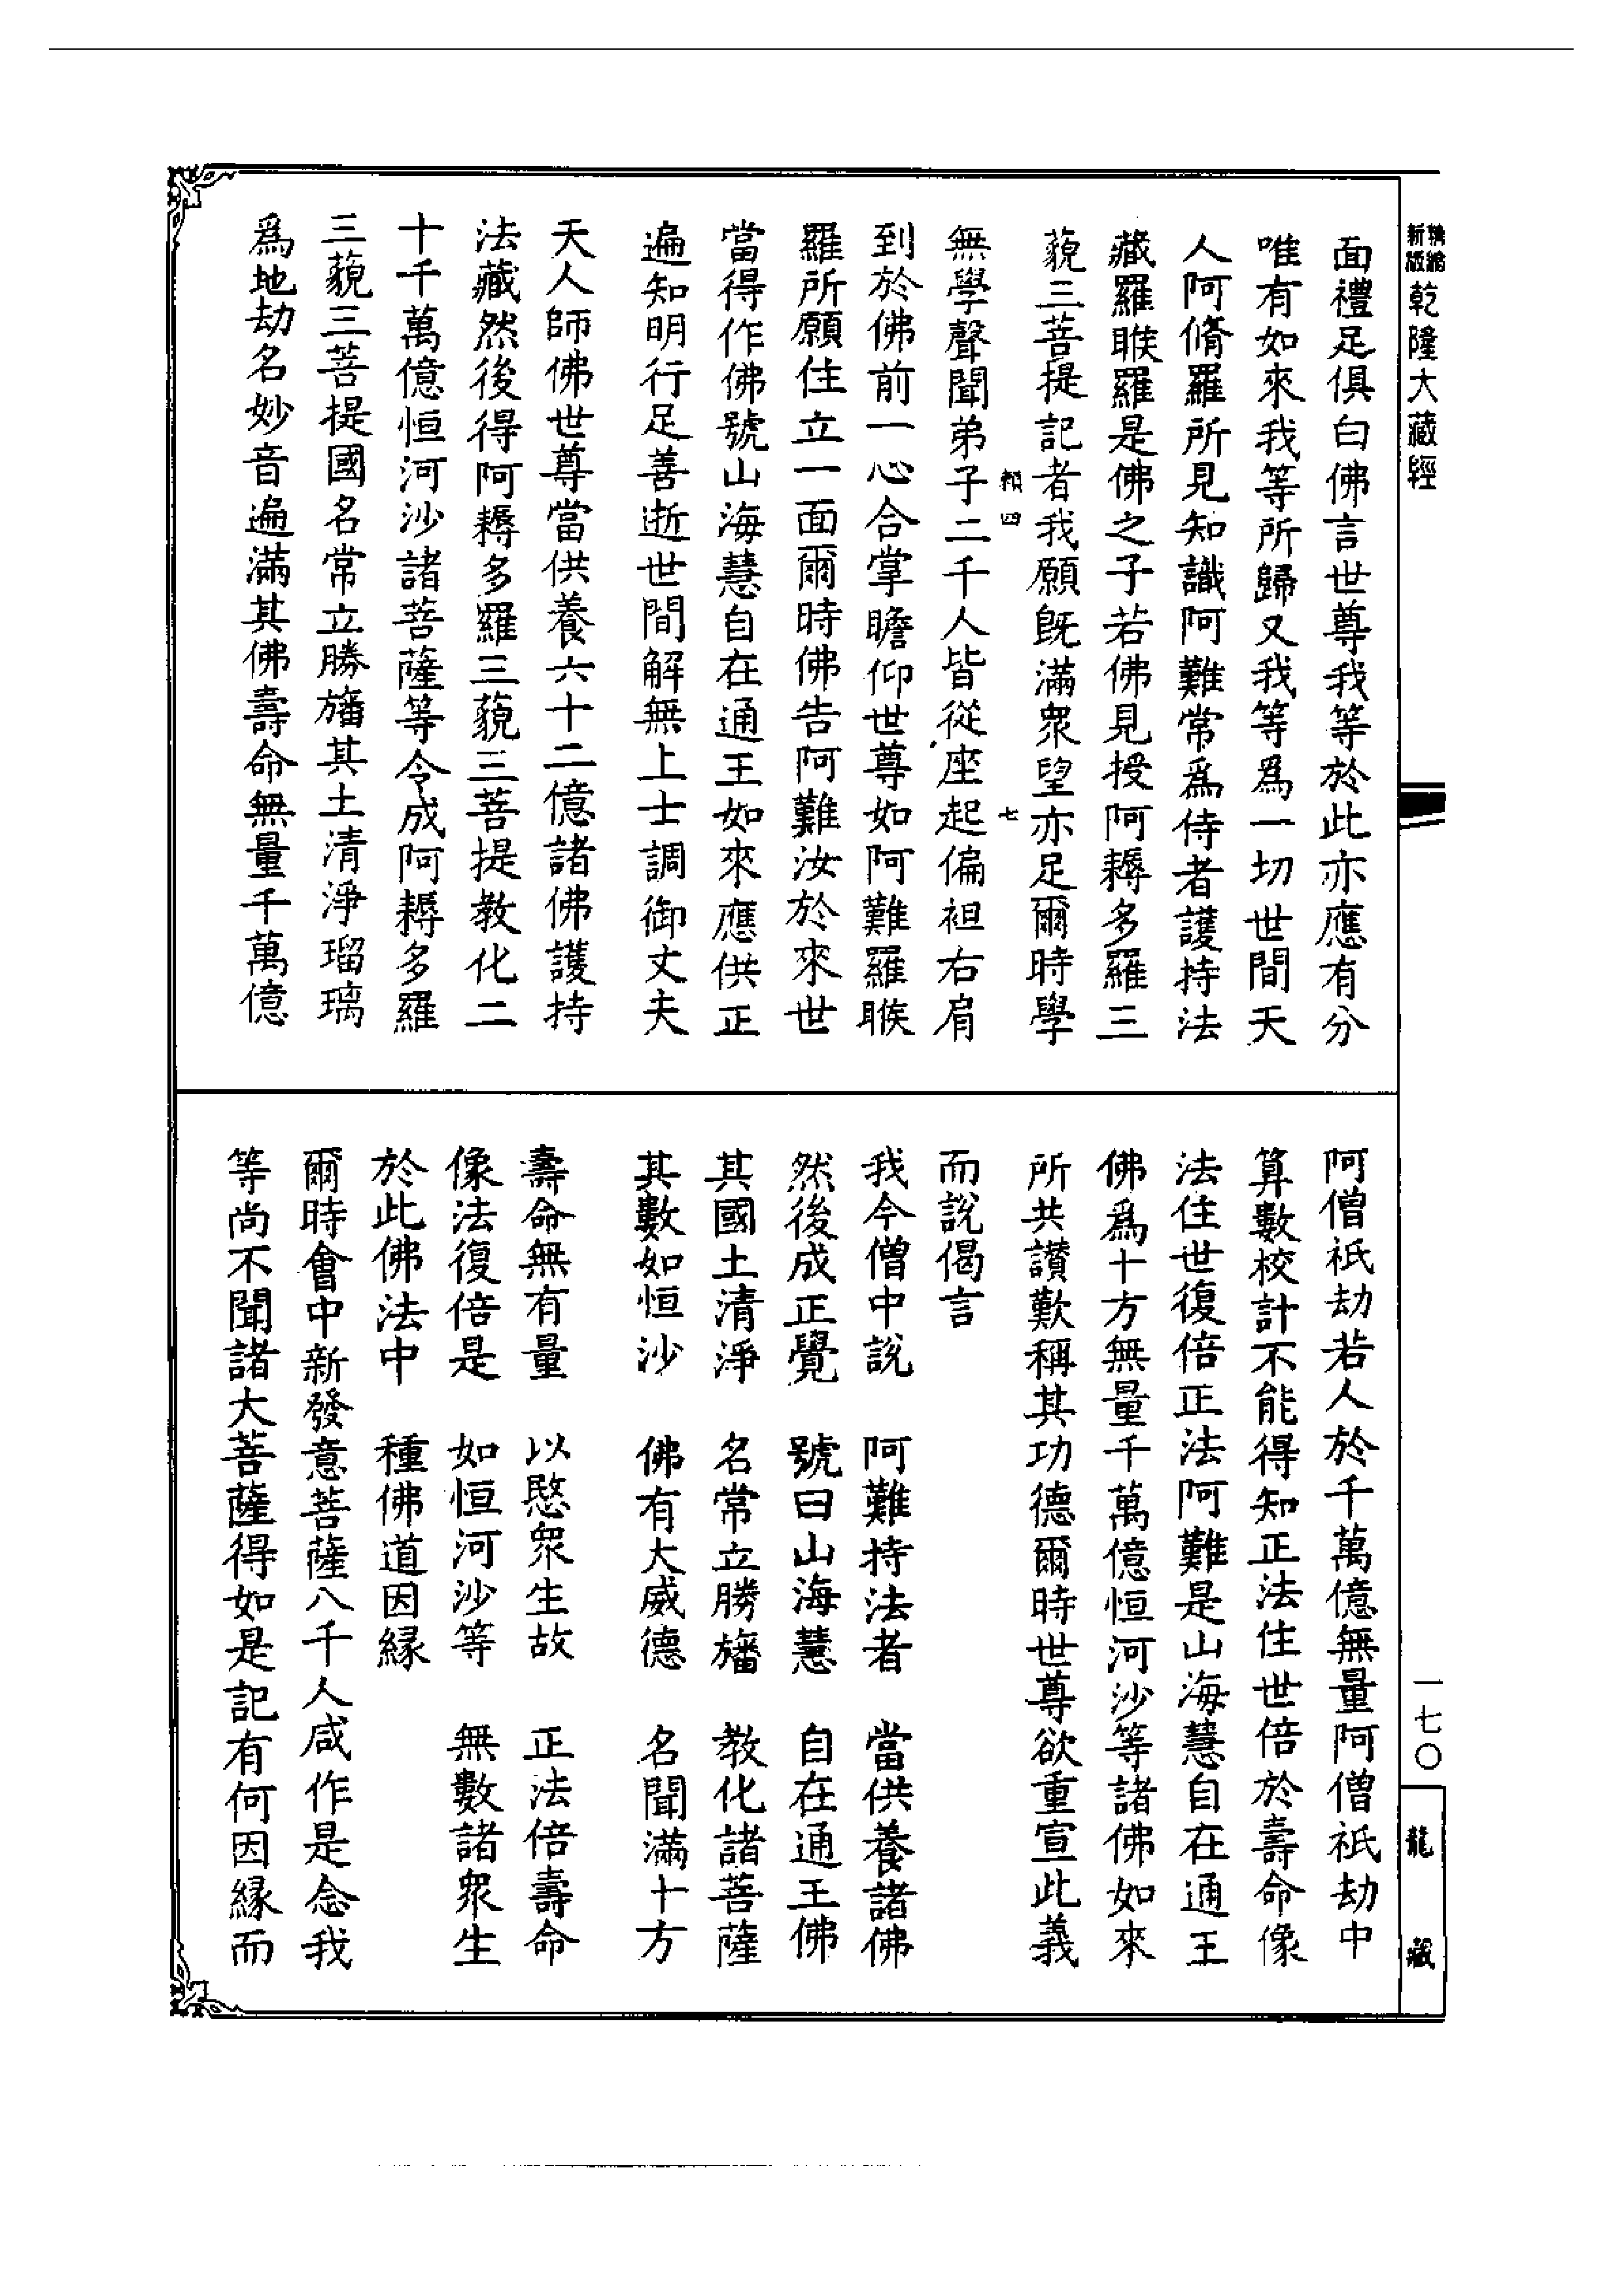 新版
乾隆大藏經
面禮足俱白佛言世尊我等於此亦應有分
唯有如來我等所歸又我等爲一切世間天
人阿脩羅所見知識阿難常爲侍者護持法
藏羅睺羅是佛之子若佛見授阿耨多羅三
藐三菩提記者我願既滿衆望亦足爾時學
四 七
無學聲聞弟子二千人皆從座起偏袒右肩
到於佛前一心合掌瞻仰世尊如阿難羅睺
羅所願住立一面爾時佛告阿難汝於來世
當得作佛號山海慧自在通王如來應供正
遍知明行足善逝世間解無上士調御丈夫
天人師佛世尊當供養六十二億諸佛護持
法藏然後得阿耨多羅三藐三菩提教化二
十千萬億恒河沙諸菩薩等令成阿耨多羅
三藐三菩提國名常立勝旛其土清淨瑠璃
爲地劫名妙音遍滿其佛壽命無量千萬億
阿僧祇劫若人於千萬億無量阿僧祇劫中
算數校計不能得知正法住世倍於壽命像
法住世復倍正法阿難是山海慧自在通王
佛爲十方無量千萬億恒河沙等諸佛如來
所共讚歎稱其功德爾時世尊欲重宣此義
而說偈言
我今僧中說　阿難持法者　當供養諸佛
然後成正覺　號曰山海慧　自在通王佛
其國土清淨　名常立勝旛　教化諸菩薩
其數如恒沙　佛有大威德　名聞滿十方
壽命無有量　以愍衆生故　正法倍壽命
像法復倍是　如恒河沙等　無數諸衆生
於此佛法中　種佛道因縁
爾時會中新發意菩薩八千人咸作是念我
等尚不聞諸大菩薩得如是記有何因縁而
一七〇
龍藏